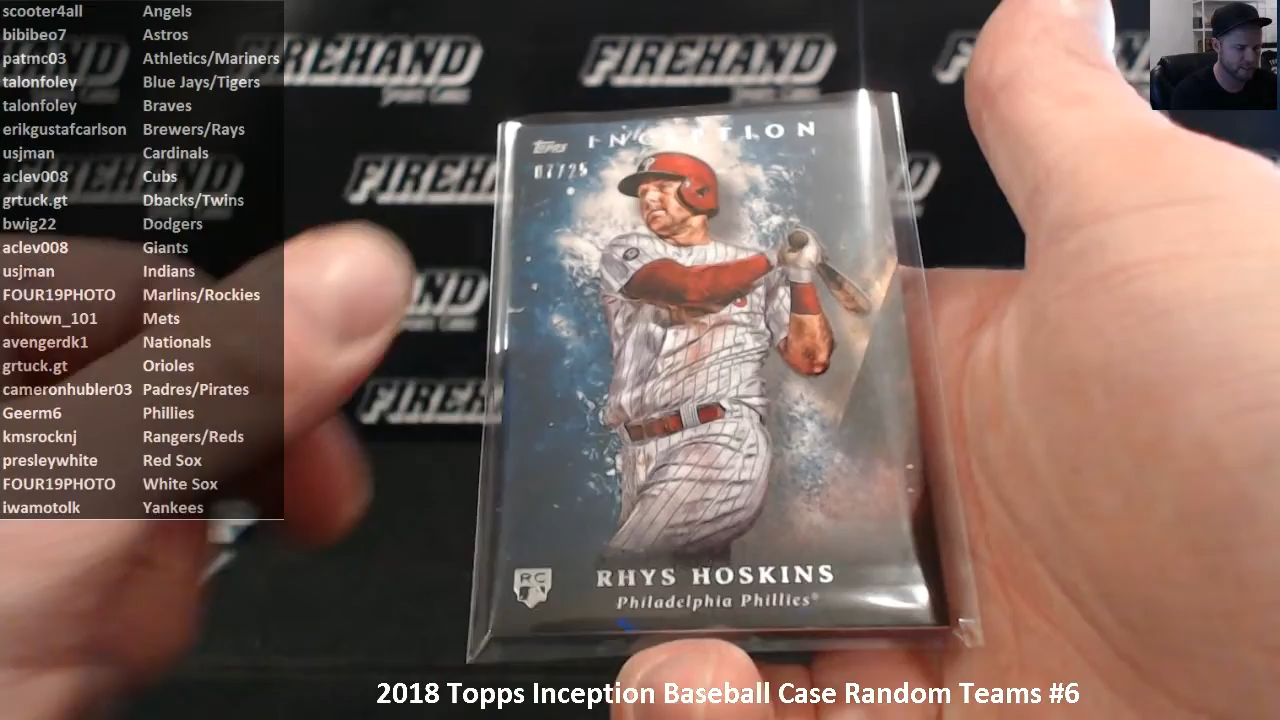 scooter4all Angels
bibibeo7 Astros
patmc03 Athletics/Mariners
talonfoley Blue Jays/Tigers
talonfoley Braves
erikgustafcarlson Brewers/Rays
usjman Cardinals
aclev008 Cubs
grtuck.gt Dbacks/Twins
bwig22 Dodgers
aclev008 Giants
usjman Indians
FOUR19PHOTO Marlins/Rockies
chitown_101 Mets
avengerdk1 Nationals
grtuck.gt Orioles
cameronhubler03 Padres/Pirates
Geerm6 Phillies
kmsrocknj Rangers/Reds
presleywhite Red Sox
FOUR19PHOTO White Sox
iwamotolk Yankees
FIREHAND
FIREHAND
Topps INCEPTION
07/25
RC
RHYS HOSKINS
Philadelphia Phillies®
2018 Topps Inception Baseball Case Random Teams #6